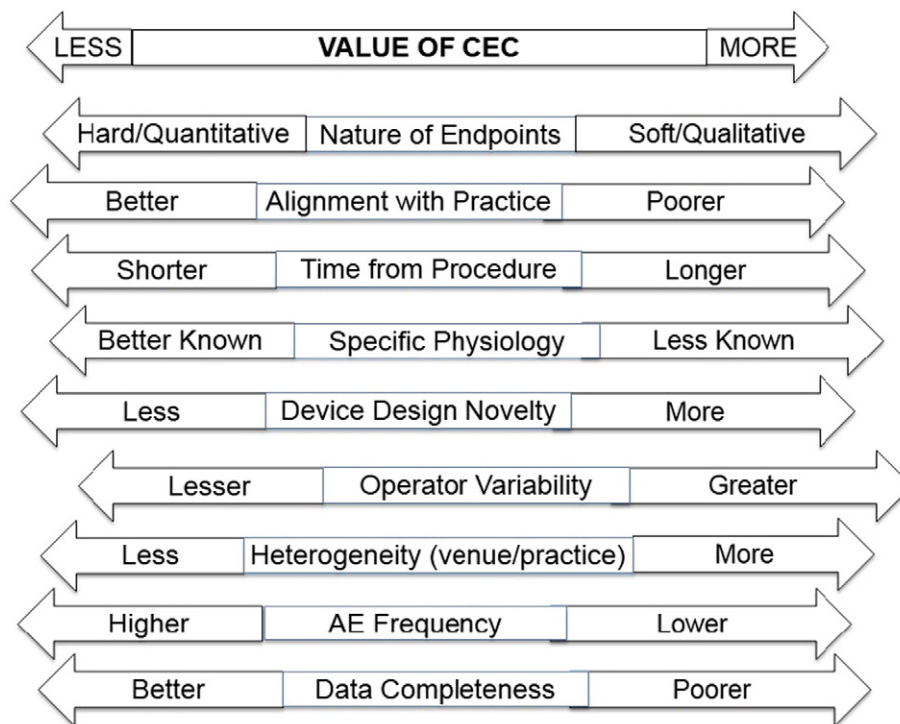 LESS VALUE OF CEC MORE
Hard/Quantitative Nature of Endpoints Soft/Qualitative
Better Alignment with Practice Poorer
Shorter Time from Procedure Longer
Better Known Specific Physiology Less Known
Less Device Design Novelty More
Lesser Operator Variability Greater
Less Heterogeneity (venue/practice) More
Higher AE Frequency Lower
Better Data Completeness Poorer